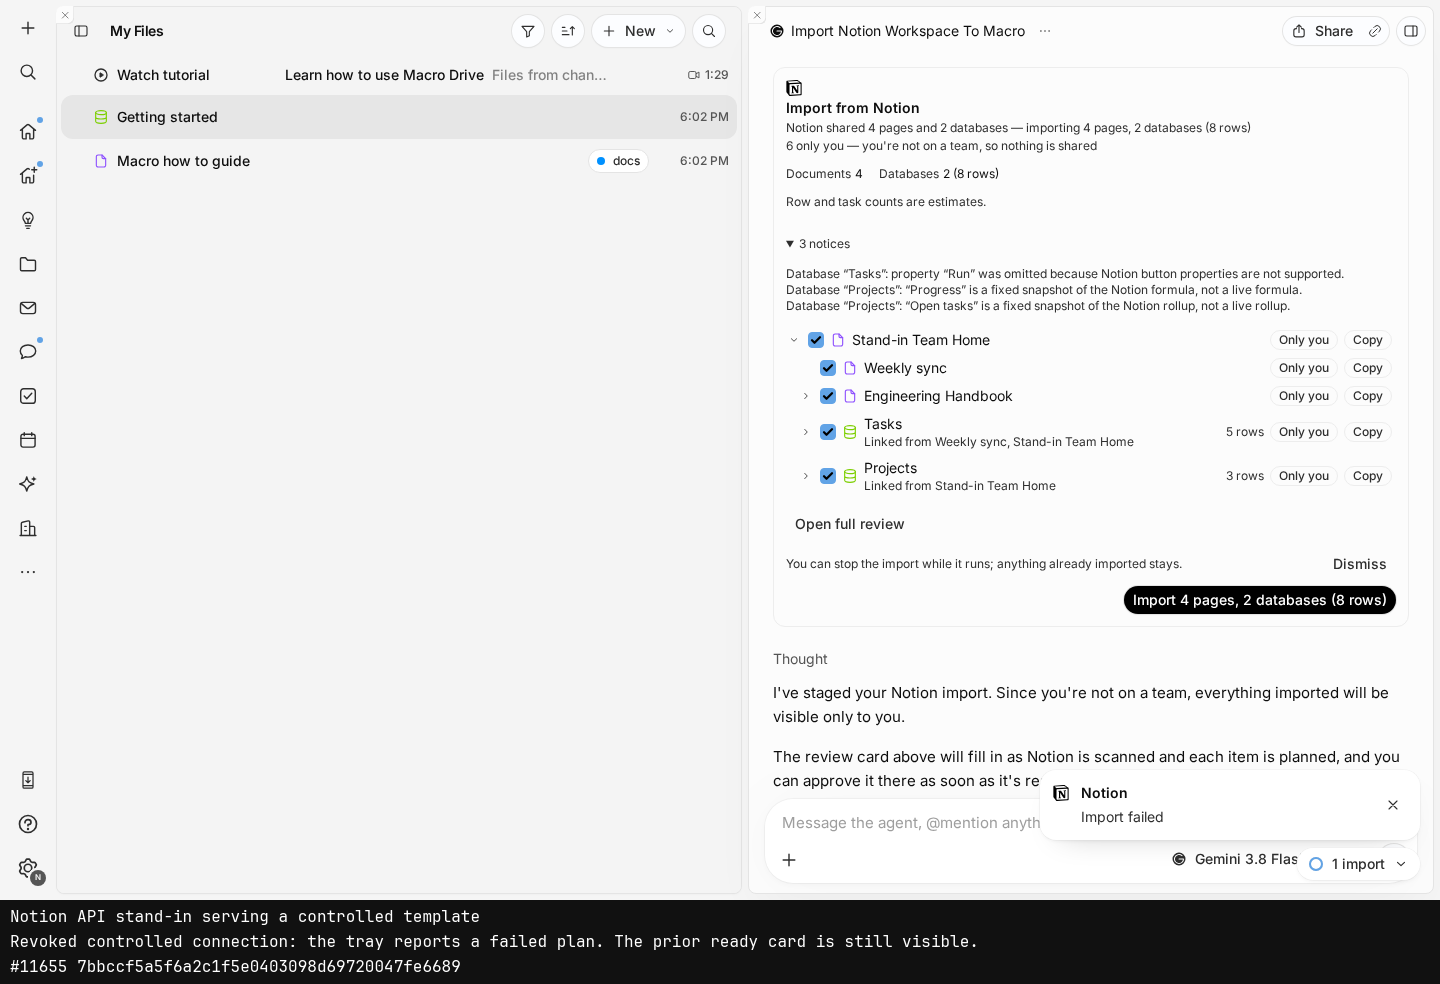 My Files
New
Watch tutorial Learn how to use Macro Drive Files from chan... 1:29
Getting started 6:02 PM
Macro how to guide docs 6:02 PM
N
Import Notion Workspace To Macro ...
Share
Import from Notion
Notion shared 4 pages and 2 databases — importing 4 pages, 2 databases (8 rows)
6 only you — you're not on a team, so nothing is shared
Documents 4 Databases 2 (8 rows)
Row and task counts are estimates.
3 notices
Database “Tasks”: property “Run” was omitted because Notion button properties are not supported.
Database “Projects”: “Progress” is a fixed snapshot of the Notion formula, not a live formula.
Database “Projects”: “Open tasks” is a fixed snapshot of the Notion rollup, not a live rollup.
Stand-in Team Home Only you Copy
Weekly sync Only you Copy
Engineering Handbook Only you Copy
Tasks
Linked from Weekly sync, Stand-in Team Home 5 rows Only you Copy
Projects
Linked from Stand-in Team Home 3 rows Only you Copy
Open full review
You can stop the import while it runs; anything already imported stays. Dismiss
Import 4 pages, 2 databases (8 rows)
Thought
I've staged your Notion import. Since you're not on a team, everything imported will be
visible only to you.
The review card above will fill in as Notion is scanned and each item is planned, and you
can approve it there as soon as it's re
Notion
Import failed
Message the agent, @mention anyth
Gemini 3.8 Flas
1 import
Notion API stand-in serving a controlled template
Revoked controlled connection: the tray reports a failed plan. The prior ready card is still visible.
#11655 7bbccf5a5f6a2c1f5e0403098d69720047fe6689